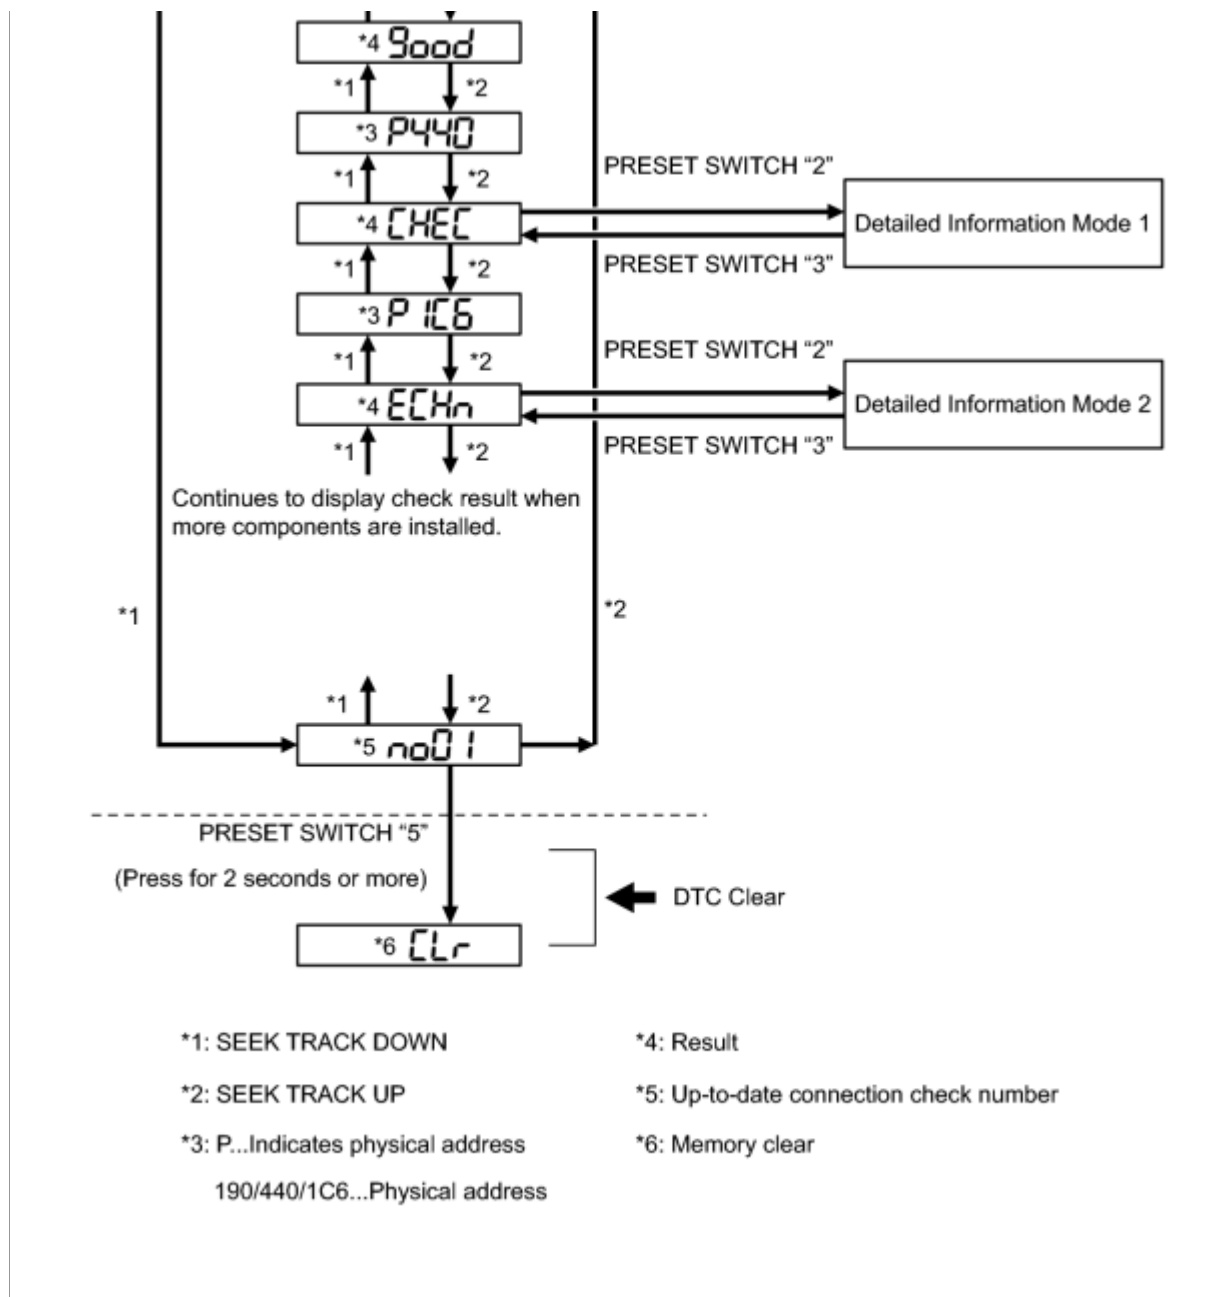 *4 good
*1 *2
*3 P440
*1 *2
PRESET SWITCH “2”
*4 CHEC
Detailed Information Mode 1
*1 *2
PRESET SWITCH “3”
*3 P1C6
*1 *2
PRESET SWITCH “2”
*4 ECHn
Detailed Information Mode 2
*1 *2
PRESET SWITCH “3”
Continues to display check result when
more components are installed.
*1 *2
*1 *2
*5 no01
PRESET SWITCH “5”
(Press for 2 seconds or more)
DTC Clear
*6 CLr
*1: SEEK TRACK DOWN
*2: SEEK TRACK UP
*3: P...Indicates physical address
190/440/1C6...Physical address
*4: Result
*5: Up-to-date connection check number
*6: Memory clear